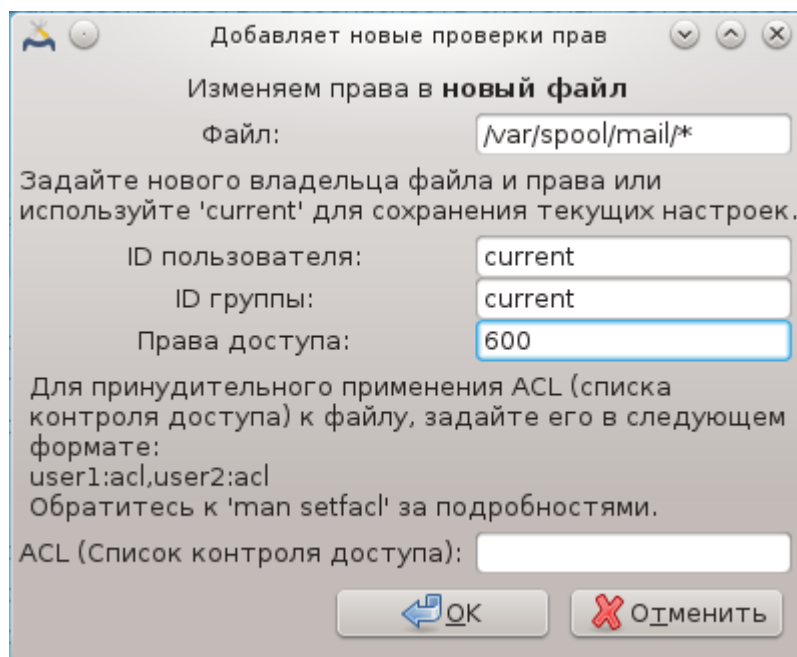 Добавляет новые проверки прав
Изменяем права в новый файл
Файл: /var/spool/mail/*
Задайте нового владельца файла и права или
используйте 'current' для сохранения текущих настроек.
ID пользователя: current
ID группы: current
Права доступа: 600
Для принудительного применения ACL (списка
контроля доступа) к файлу, задайте его в следующем
формате:
user1:acl,user2:acl
Обратитесь к 'man setfacl' за подробностями.
ACL (Список контроля доступа):
OK Отменить